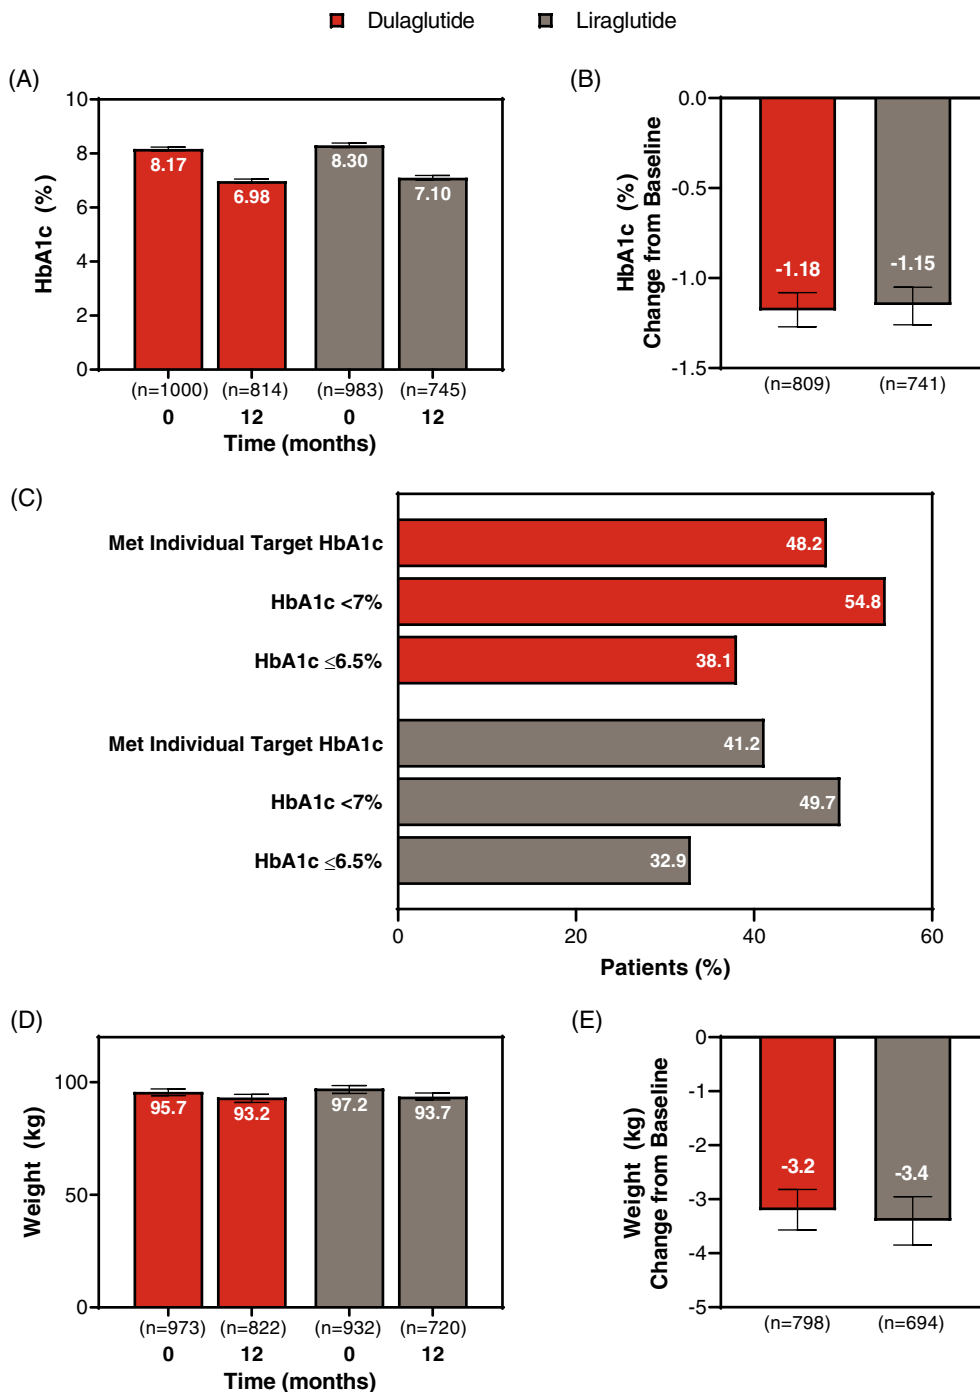 Dulaglutide Liraglutide
(A)
HbA1c (%)
10
8
6
4
2
0
8.17
6.98
8.30
7.10
(n=1000) (n=814) (n=983) (n=745)
0 12 0 12
Time (months)
(B)
HbA1c (%)
Change from Baseline
0.0
-0.5
-1.0
-1.5
-1.18
-1.15
(n=809) (n=741)
(C)
Met Individual Target HbA1c 48.2
HbA1c <7% 54.8
HbA1c ≤6.5% 38.1
Met Individual Target HbA1c 41.2
HbA1c <7% 49.7
HbA1c ≤6.5% 32.9
0 20 40 60
Patients (%)
(D)
Weight (kg)
100
50
0
95.7
93.2
97.2
93.7
(n=973) (n=822) (n=932) (n=720)
0 12 0 12
Time (months)
(E)
Weight (kg)
Change from Baseline
0
-1
-2
-3
-4
-5
-3.2
-3.4
(n=798) (n=694)